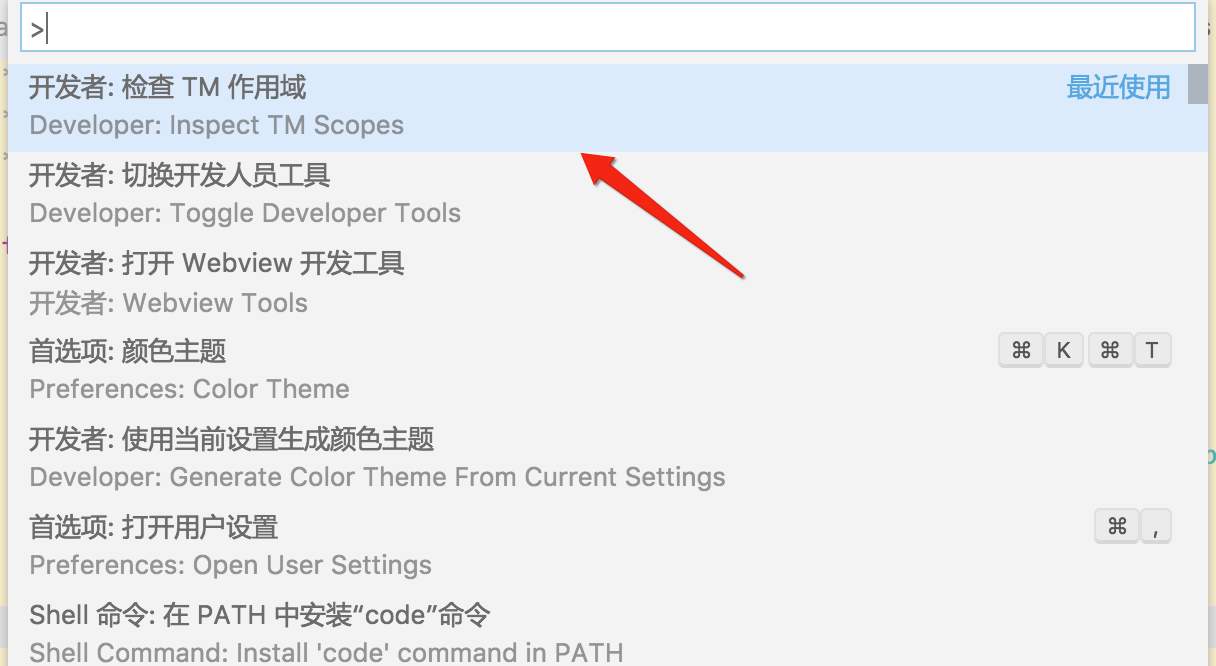 >
开发者: 检查 TM 作用域 最近使用
Developer: Inspect TM Scopes
开发者: 切换开发人员工具
Developer: Toggle Developer Tools
开发者: 打开 Webview 开发工具
开发者: Webview Tools
首选项: 颜色主题 ⌘ K ⌘ T
Preferences: Color Theme
开发者: 使用当前设置生成颜色主题
Developer: Generate Color Theme From Current Settings
首选项: 打开用户设置 ⌘ ,
Preferences: Open User Settings
Shell 命令: 在 PATH 中安装“code”命令
Shell Command: Install 'code' command in PATH